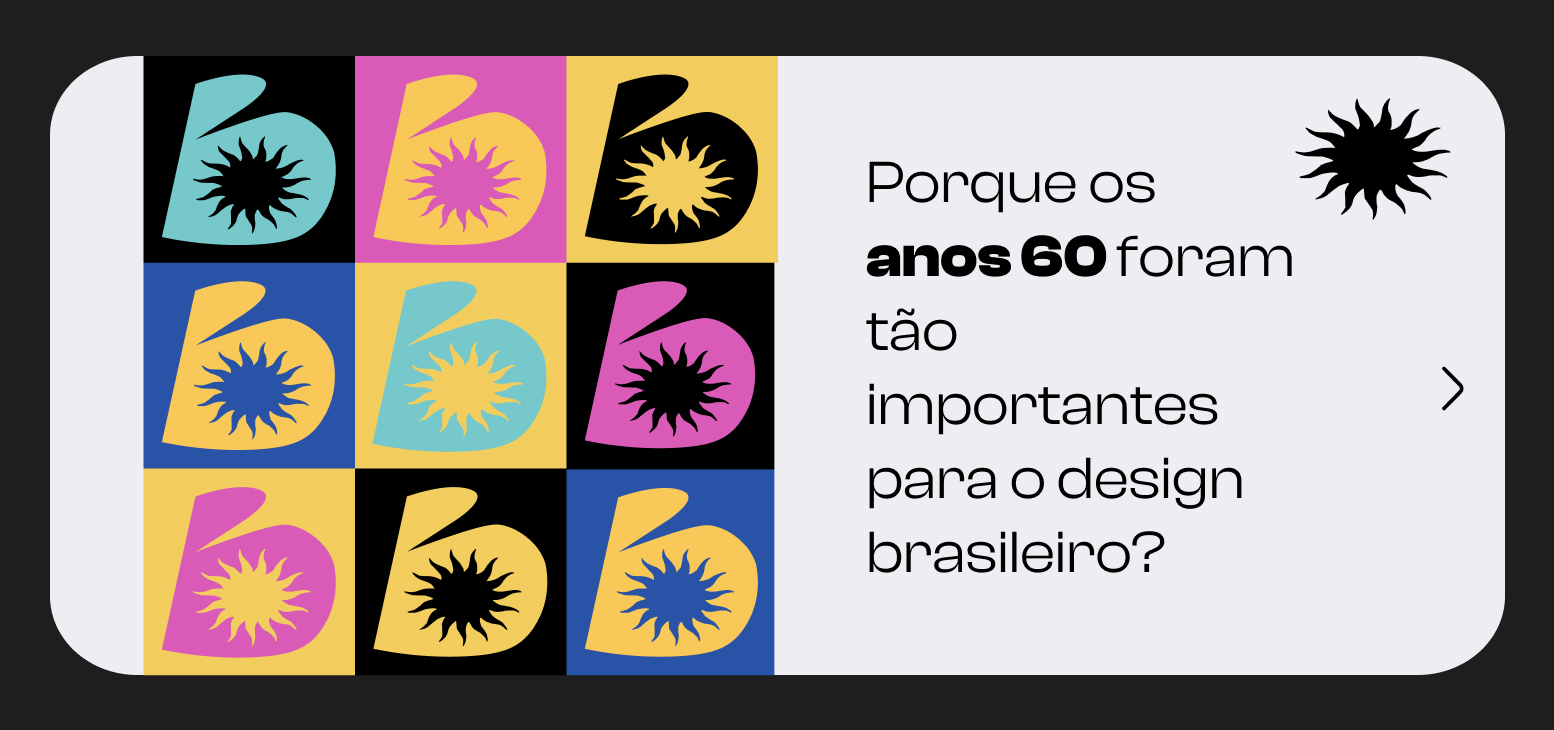 Porque os
anos 60 foram
tão
importantes
para o design
brasileiro?